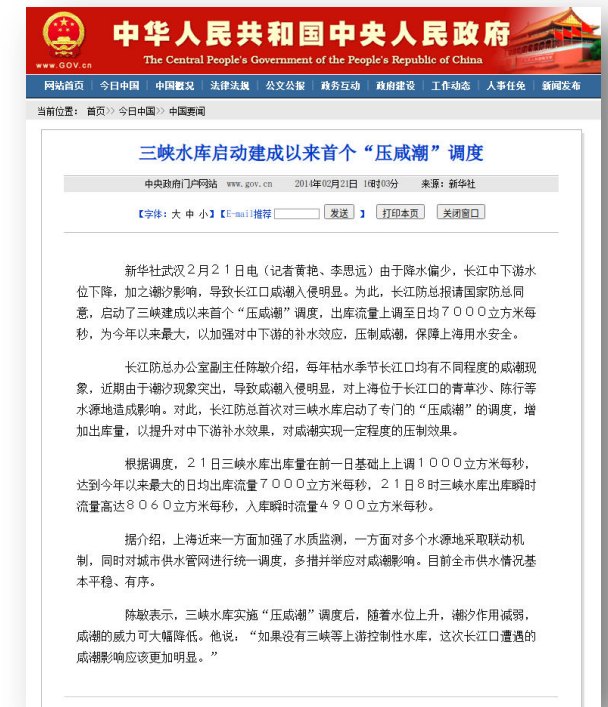 中华人民共和国中央人民政府
www.GOV.cn
The Central People's Government of the People's Republic of China
网站首页 | 今日中国 | 中国概况 | 法律法规 | 公文公报 | 政务互动 | 政府建设 | 工作动态 | 人事任免 | 新闻发布
当前位置： 首页>> 今日中国>> 中国要闻
三峡水库启动建成以来首个“压咸潮”调度
中央政府门户网站 www.gov.cn 2014年02月21日 16时03分 来源：新华社
【字体：大 中 小】【E-mail推荐 发送 】 打印本页 关闭窗口
新华社武汉２月２１日电（记者黄艳、李思远）由于降水偏少，长江中下游水
位下降，加之潮汐影响，导致长江口咸潮入侵明显。为此，长江防总报请国家防总同
意，启动了三峡建成以来首个“压咸潮”调度，出库流量上调至日均７０００立方米每
秒，为今年以来最大，以加强对中下游的补水效应，压制咸潮，保障上海用水安全。
长江防总办公室副主任陈敏介绍，每年枯水季节长江口均有不同程度的咸潮现
象，近期由于潮汐现象突出，导致咸潮入侵明显，对上海位于长江口的青草沙、陈行等
水源地造成影响。对此，长江防总首次对三峡水库启动了专门的“压咸潮”的调度，增
加出库量，以提升对中下游补水效果，对咸潮实现一定程度的压制效果。
根据调度，２１日三峡水库出库量在前一日基础上上调１０００立方米每秒，
达到今年以来最大的日均出库流量７０００立方米每秒，２１日８时三峡水库出库瞬时
流量高达８０６０立方米每秒，入库瞬时流量４９００立方米每秒。
据介绍，上海近来一方面加强了水质监测，一方面对多个水源地采取联动机
制，同时对城市供水管网进行统一调度，多措并举应对咸潮影响。目前全市供水情况基
本平稳、有序。
陈敏表示，三峡水库实施“压咸潮”调度后，随着水位上升，潮汐作用减弱，
咸潮的威力可大幅降低。他说：“如果没有三峡等上游控制性水库，这次长江口遭遇的
咸潮影响应该更加明显。”